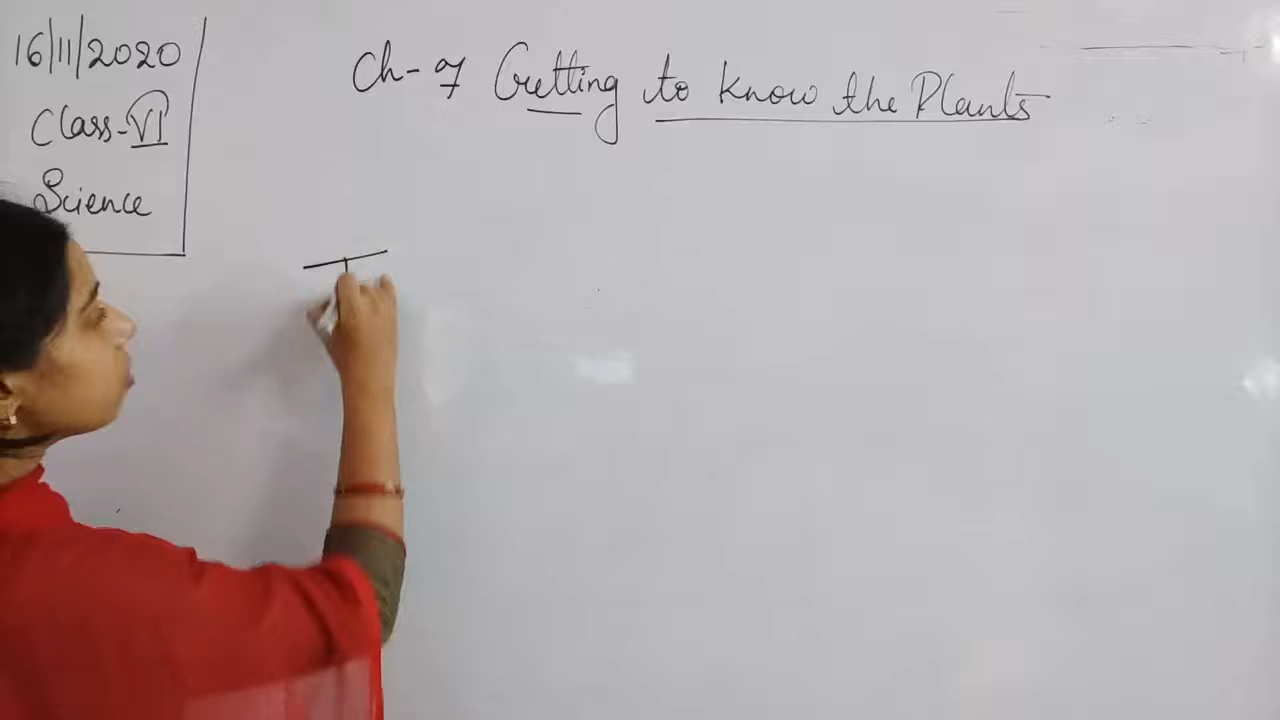 16/11/2020
Class-VI
Science
Ch-7 Getting to know the Plants